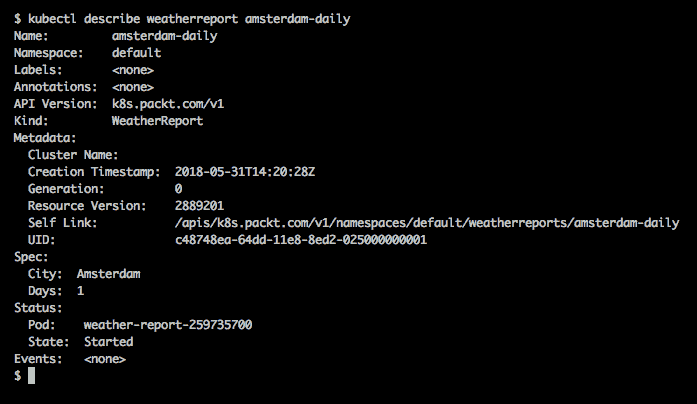 $ kubectl describe weatherreport amsterdam-daily
Name:         amsterdam-daily
Namespace:    default
Labels:       <none>
Annotations:  <none>
API Version:  k8s.packt.com/v1
Kind:         WeatherReport
Metadata:
  Cluster Name:
  Creation Timestamp:  2018-05-31T14:20:28Z
  Generation:          0
  Resource Version:    2889201
  Self Link:           /apis/k8s.packt.com/v1/namespaces/default/weatherreports/amsterdam-daily
  UID:                 c48748ea-64dd-11e8-8ed2-025000000001
Spec:
  City:  Amsterdam
  Days:  1
Status:
  Pod:    weather-report-259735700
  State:  Started
Events:   <none>
$